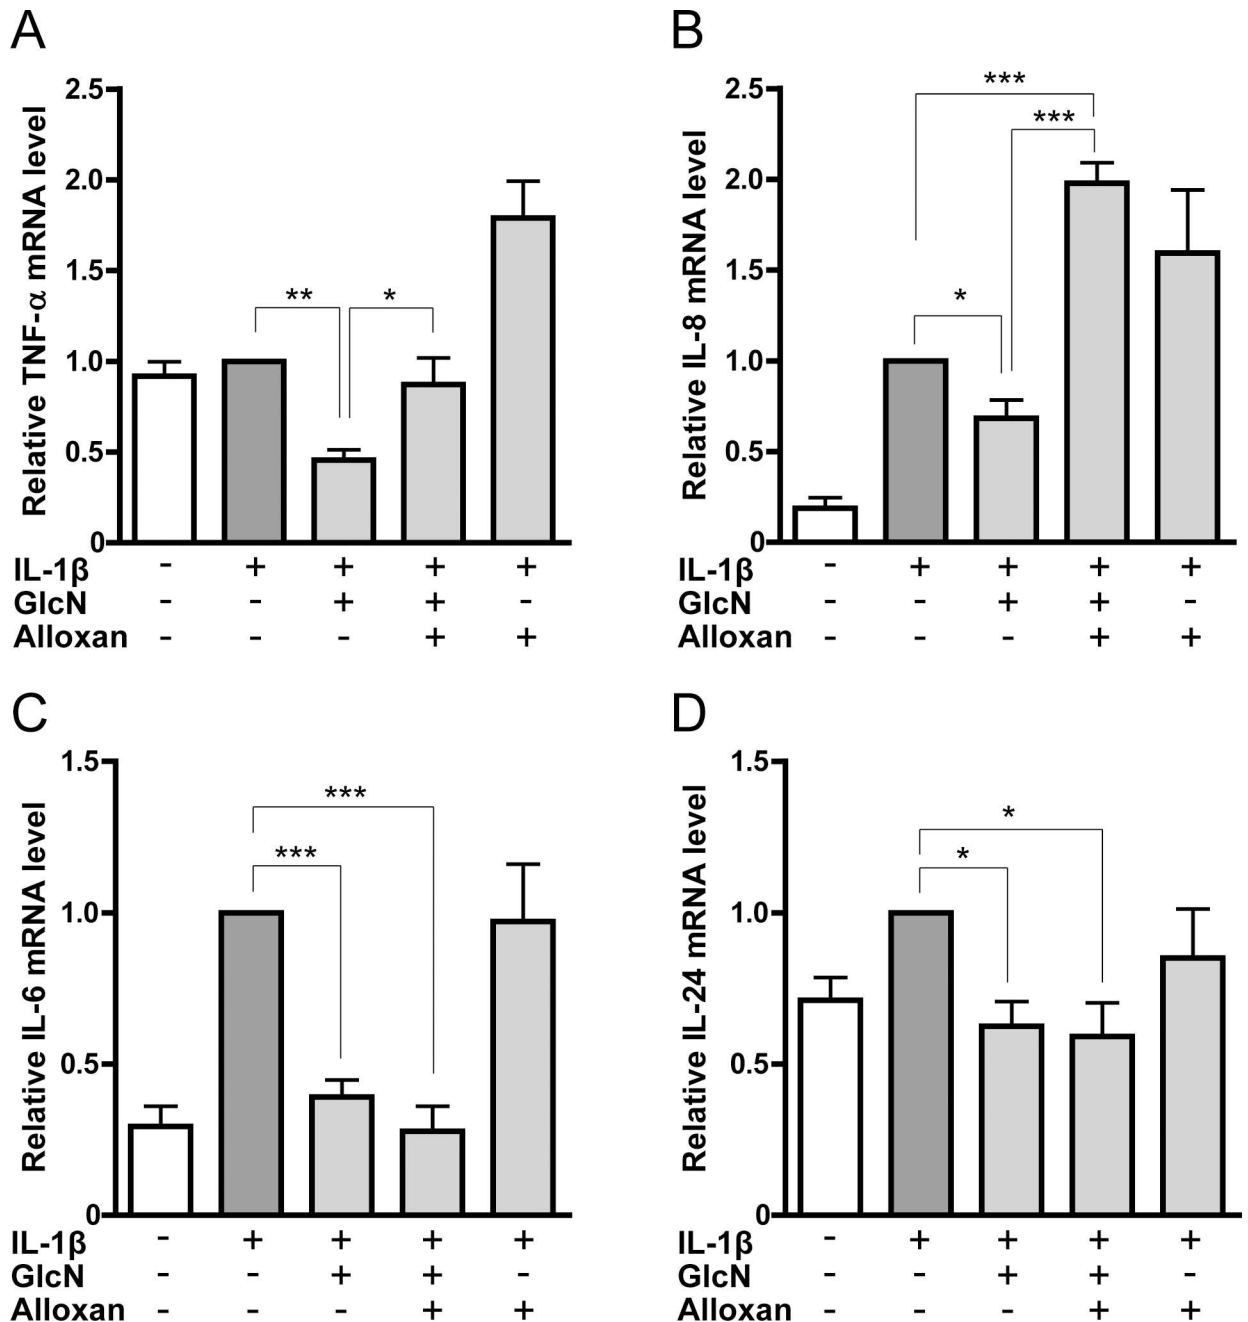 A
Relative TNF-α mRNA level
2.5
2.0
1.5
1.0
0.5
0
** *
IL-1β - + + + +
GlcN - - + + -
Alloxan - - - + +
B
Relative IL-8 mRNA level
2.5
2.0
1.5
1.0
0.5
0
***
***
*
IL-1β - + + + +
GlcN - - + + -
Alloxan - - - + +
C
Relative IL-6 mRNA level
1.5
1.0
0.5
0
***
***
IL-1β - + + + +
GlcN - - + + -
Alloxan - - - + +
D
Relative IL-24 mRNA level
1.5
1.0
0.5
0
*
*
IL-1β - + + + +
GlcN - - + + -
Alloxan - - - + +